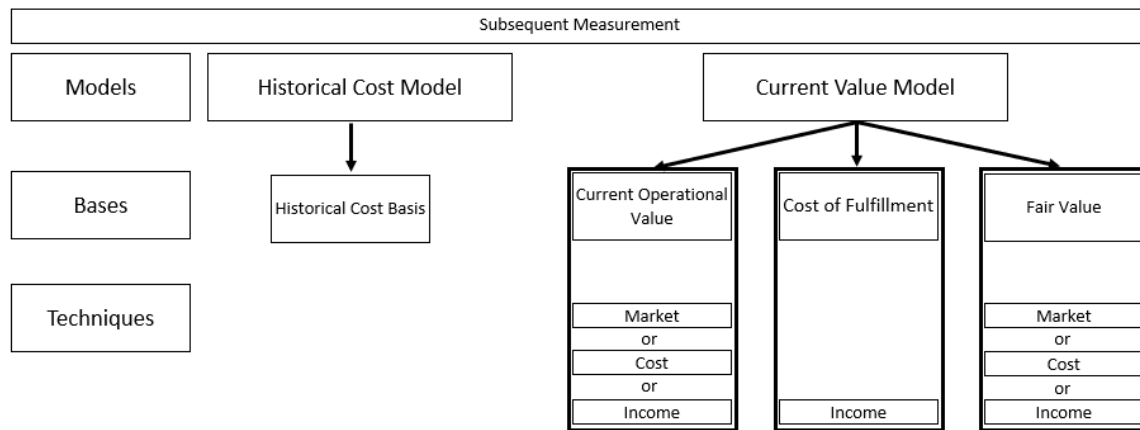 Subsequent Measurement
Models
Historical Cost Model
Current Value Model
Bases
Historical Cost Basis
Current Operational
Value
Cost of Fulfillment
Fair Value
Techniques
Market
or
Cost
or
Income
Income
Market
or
Cost
or
Income